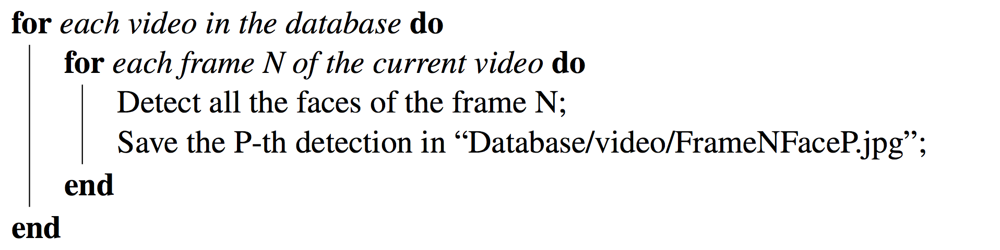 for each video in the database do
for each frame N of the current video do
Detect all the faces of the frame N;
Save the P-th detection in “Database/video/FrameNFaceP.jpg”;
end
end